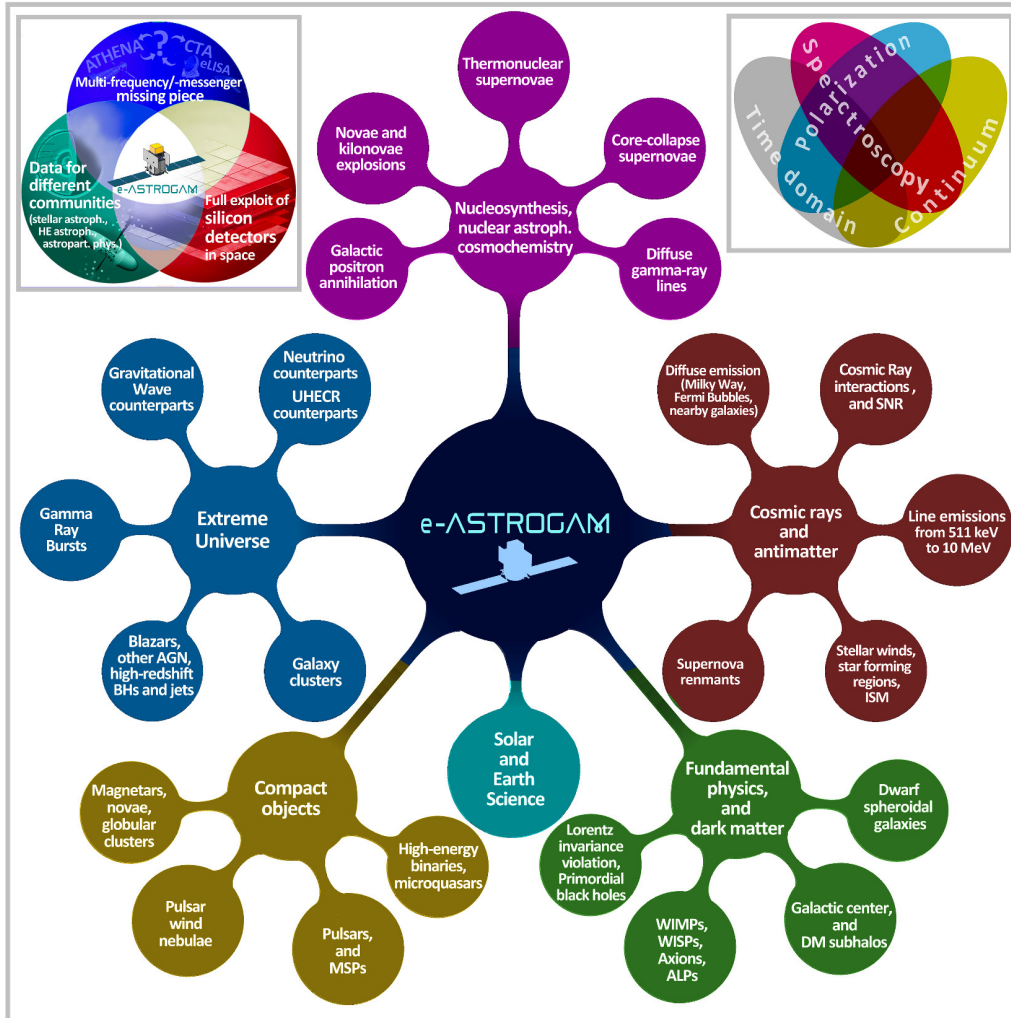 ATHENA
?
CTA
eLISA
Multi-frequency/-messenger
missing piece
Data for
different
communities
(stellar astroph.,
HE astroph.,
astropart. phys.)
e-ASTROGAM
Full exploit of
silicon
detectors
in space
Thermonuclear
supernovae
Novae and
kilonovae
explosions
Core-collapse
supernovae
Nucleosynthesis,
nuclear astroph.
cosmochemistry
Galactic
positron
annihilation
Diffuse
gamma-ray
lines
Time domain
Spectroscopy
Polarization
Continuum
Gravitational
Wave
counterparts
Neutrino
counterparts
UHECR
counterparts
Gamma
Ray
Bursts
Extreme
Universe
Blazars,
other AGN,
high-redshift
BHs and jets
Galaxy
clusters
e-ASTROGAM
Diffuse emission
(Milky Way,
Fermi Bubbles,
nearby galaxies)
Cosmic Ray
interactions ,
and SNR
Cosmic rays
and
antimatter
Line emissions
from 511 keV
to 10 MeV
Supernova
renmants
Stellar winds,
star forming
regions,
ISM
Magnetars,
novae,
globular
clusters
Compact
objects
High-energy
binaries,
microquasars
Pulsar
wind
nebulae
Pulsars,
and
MSPs
Solar
and
Earth
Science
Fundamental
physics,
and
dark matter
Dwarf
spheroidal
galaxies
Lorentz
invariance
violation,
Primordial
black holes
WIMPs,
WISPs,
Axions,
ALPs
Galactic center,
and
DM subhalos